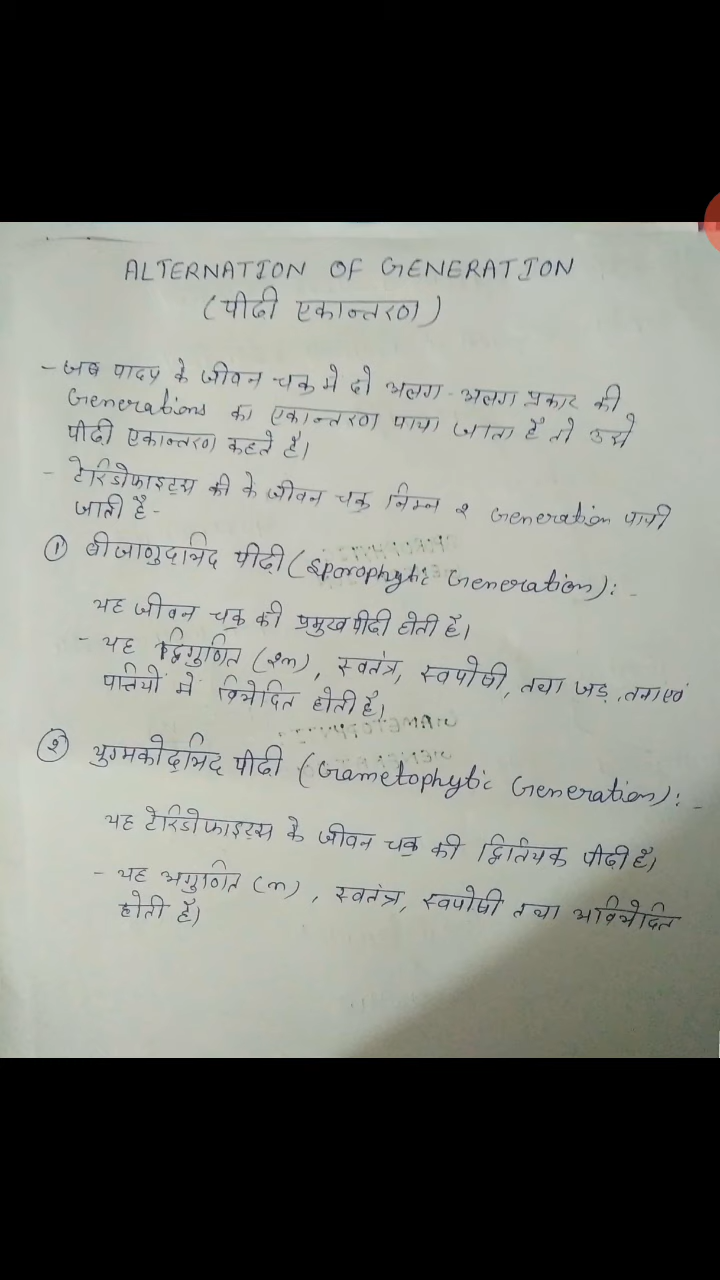 ALTERNATION OF GENERATION
(पीढी एकान्तरण)
- जब पादप के जीवन चक्र मे दो अलग-अलग प्रकार की
Generations का एकान्तरण पाया जाता है तो उसे
पीढी एकान्तरण कहते है।
- टेरिडोफाइट्स की के जीवन चक्र निम्न २ Generation पायी
जाती है -
① बीजाणुदभिद पीढ़ी (Sporophytic Generation): -
यह जीवन चक्र की प्रमुख पीढी होती है।
- यह द्विगुणित (2n), स्वतंत्र, स्वपोषी, तथा जड़, तना एवं
पत्तियों में विभेदित होती है।
② युग्मकोदभिद पीढी (Gametophytic Generation): -
यह टेरिडोफाइट्स के जीवन चक्र की द्वितियक पीढी है।
- यह अगुणित (n), स्वतंत्र, स्वपोषी तथा अविभेदित
होती है।